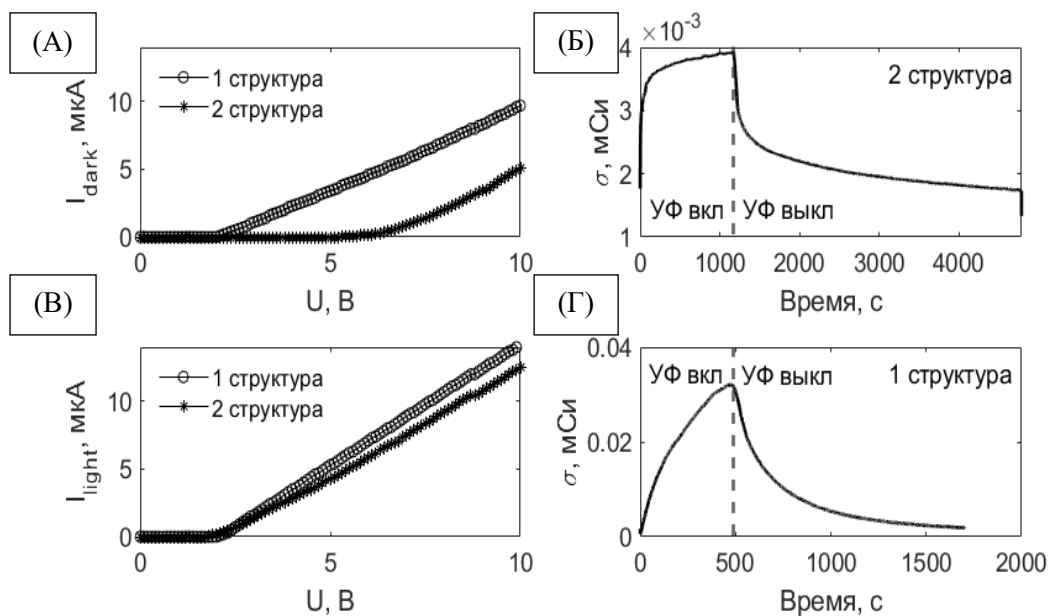 (А)
1 структура
2 структура
I_dark, мкА
10
5
0
0 5 10
U, В
(Б)
×10⁻³
2 структура
σ, мСи
4
3
2
1
УФ вкл УФ выкл
0 1000 2000 3000 4000
Время, с
(В)
1 структура
2 структура
I_light, мкА
10
5
0
0 5 10
U, В
(Г)
0.04
0.02
0
УФ вкл УФ выкл 1 структура
σ, мСи
0 500 1000 1500 2000
Время, с